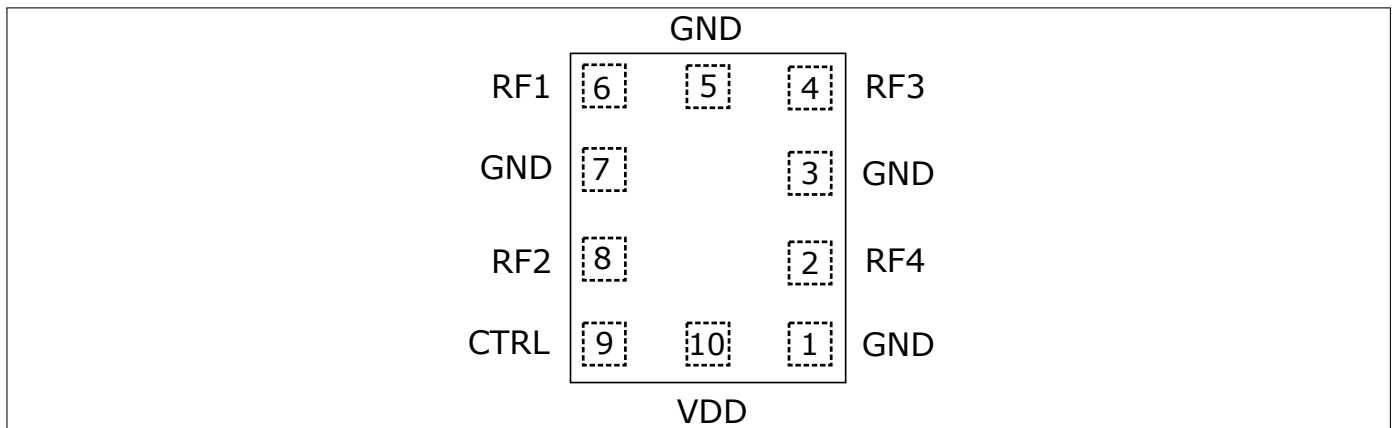 GND
RF1 6 5 4 RF3
GND 7 3 GND
RF2 8 2 RF4
CTRL 9 10 1 GND
VDD